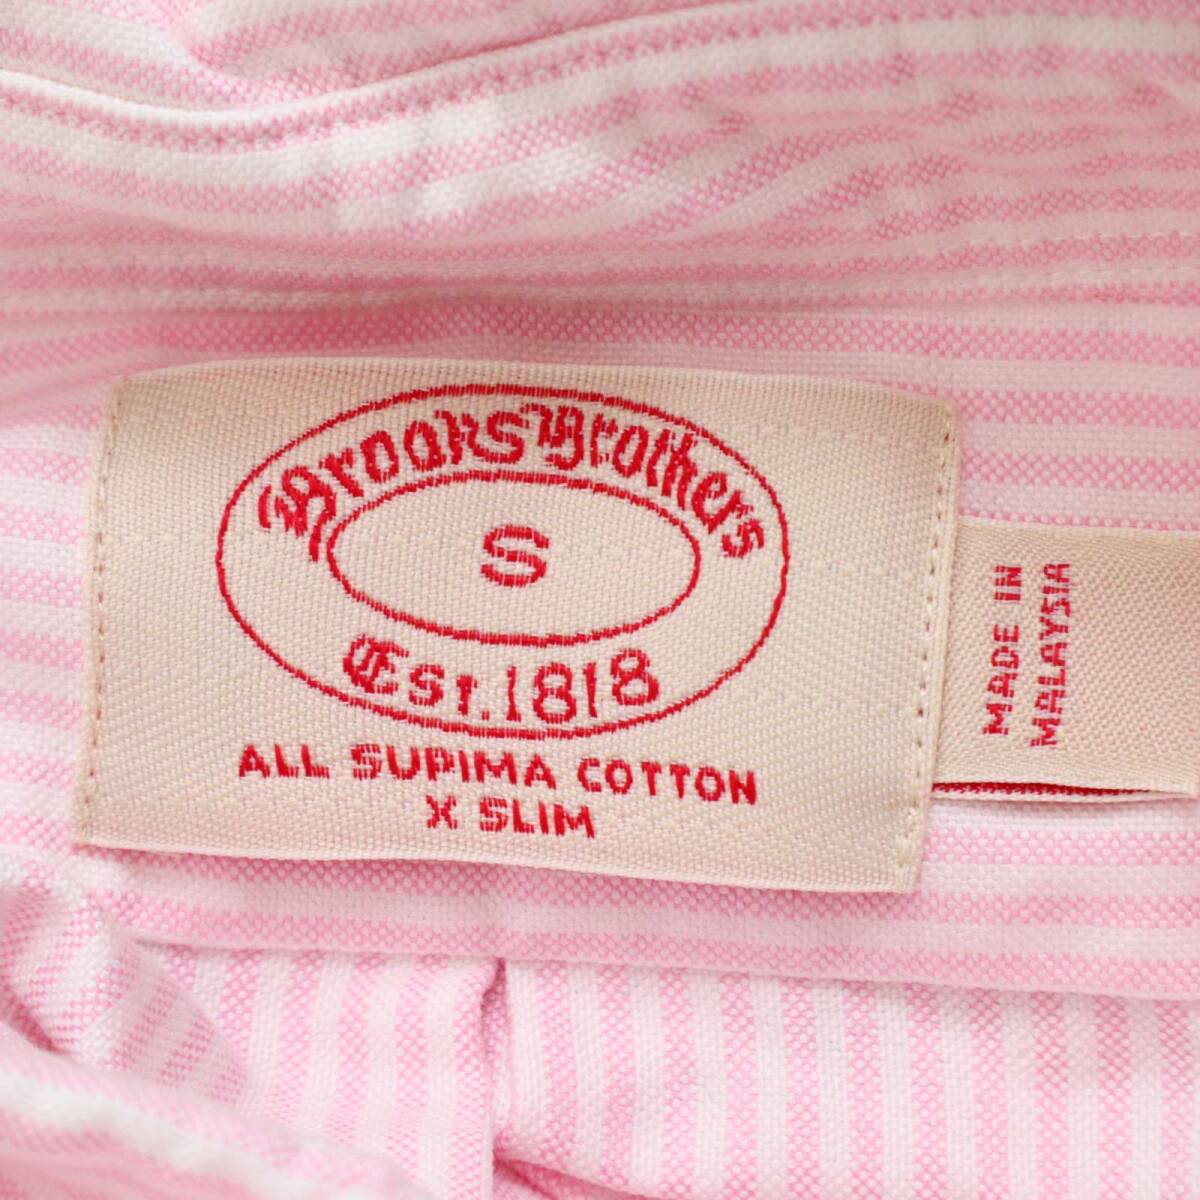 Brooks Brothers
S
Est. 1818
ALL SUPIMA COTTON
X SLIM
MADE IN
MALAYSIA